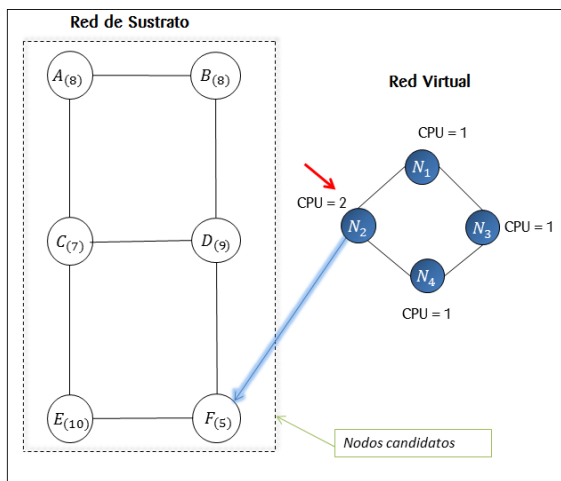 Red de Sustrato
A(8)
B(8)
Red Virtual
CPU = 1
N1
CPU = 2
N2
N3
CPU = 1
C(7)
D(9)
N4
CPU = 1
E(10)
F(5)
Nodos candidatos